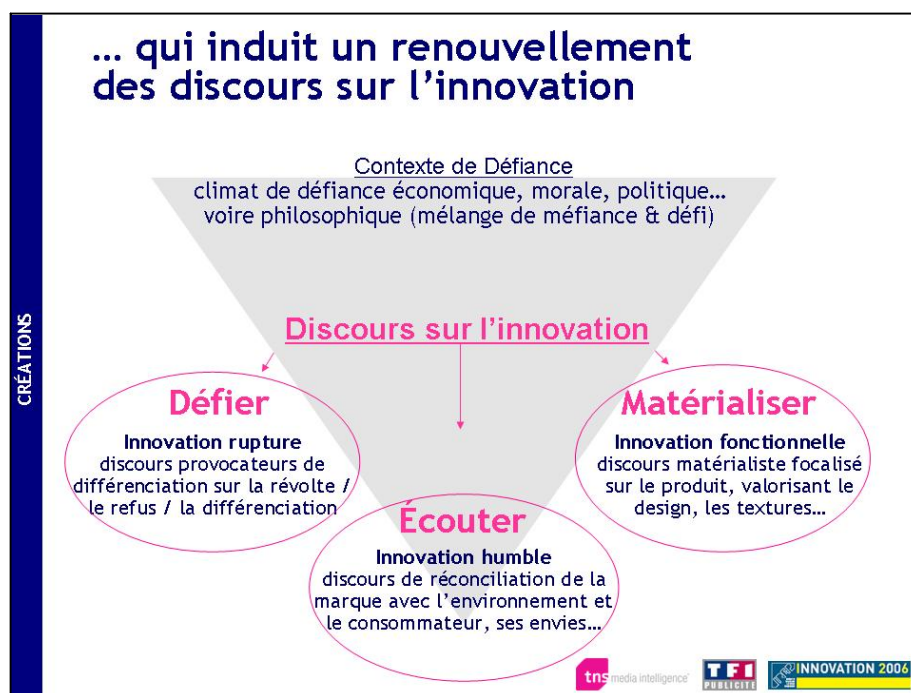 … qui induit un renouvellement
des discours sur l'innovation
Contexte de Défiance
climat de défiance économique, morale, politique…
voire philosophique (mélange de méfiance & défi)
CRÉATIONS
Discours sur l'innovation
Défier
Innovation rupture
discours provocateurs de
différenciation sur la révolte /
le refus / la différenciation
Matérialiser
Innovation fonctionnelle
discours matérialiste focalisé
sur le produit, valorisant le
design, les textures…
Écouter
Innovation humble
discours de réconciliation de la
marque avec l'environnement et
le consommateur, ses envies…
tns media intelligence
TF1
PUBLICITÉ
INNOVATION 2006